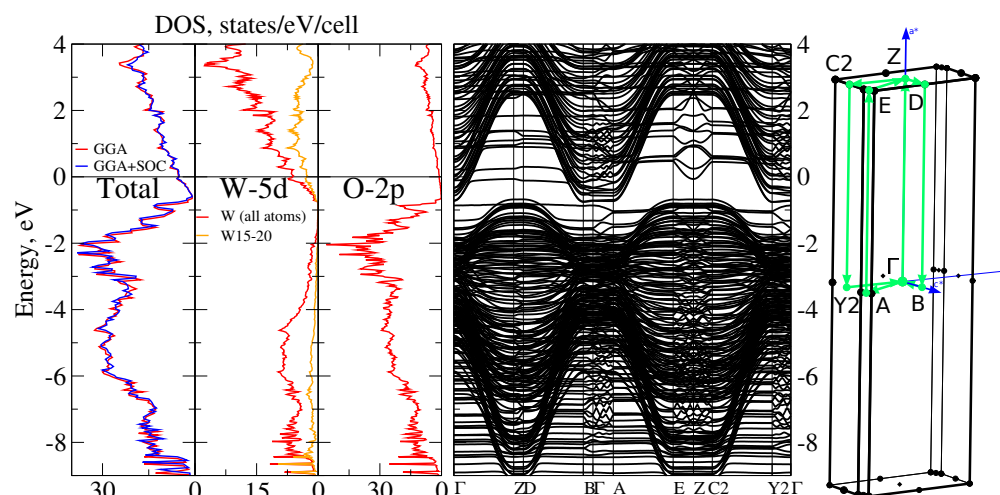 DOS, states/eV/cell
Energy, eV
4
2
0
-2
-4
-6
-8
GGA
GGA+SOC
Total
W-5d
O-2p
W (all atoms)
W15-20
30
0
15
0
30
0
4
2
0
-2
-4
-6
-8
Γ
Z
D
B
Γ
A
E
Z
C2
Y2
Γ
a*
C2
Z
E
D
Γ
c*
Y2
A
B